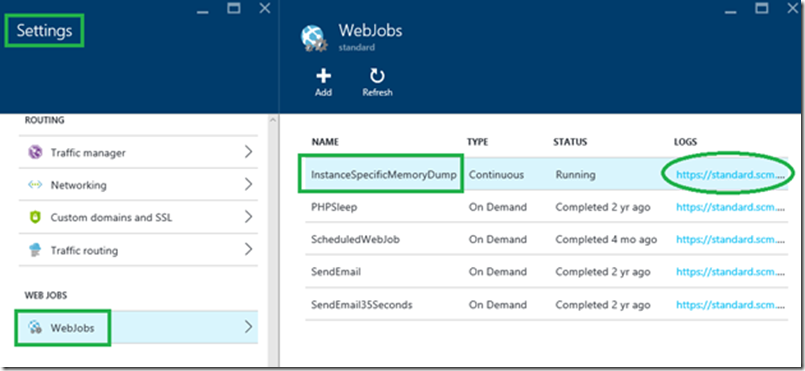 Settings
ROUTING
Traffic manager
Networking
Custom domains and SSL
Traffic routing
WEB JOBS
WebJobs
WebJobs
standard
Add Refresh
NAME TYPE STATUS LOGS
InstanceSpecificMemoryDump Continuous Running https://standard.scm....
PHPSleep On Demand Completed 2 yr ago https://standard.scm....
ScheduledWebJob On Demand Completed 4 mo ago https://standard.scm....
SendEmail On Demand Completed 2 yr ago https://standard.scm....
SendEmail35Seconds On Demand Completed 2 yr ago https://standard.scm....